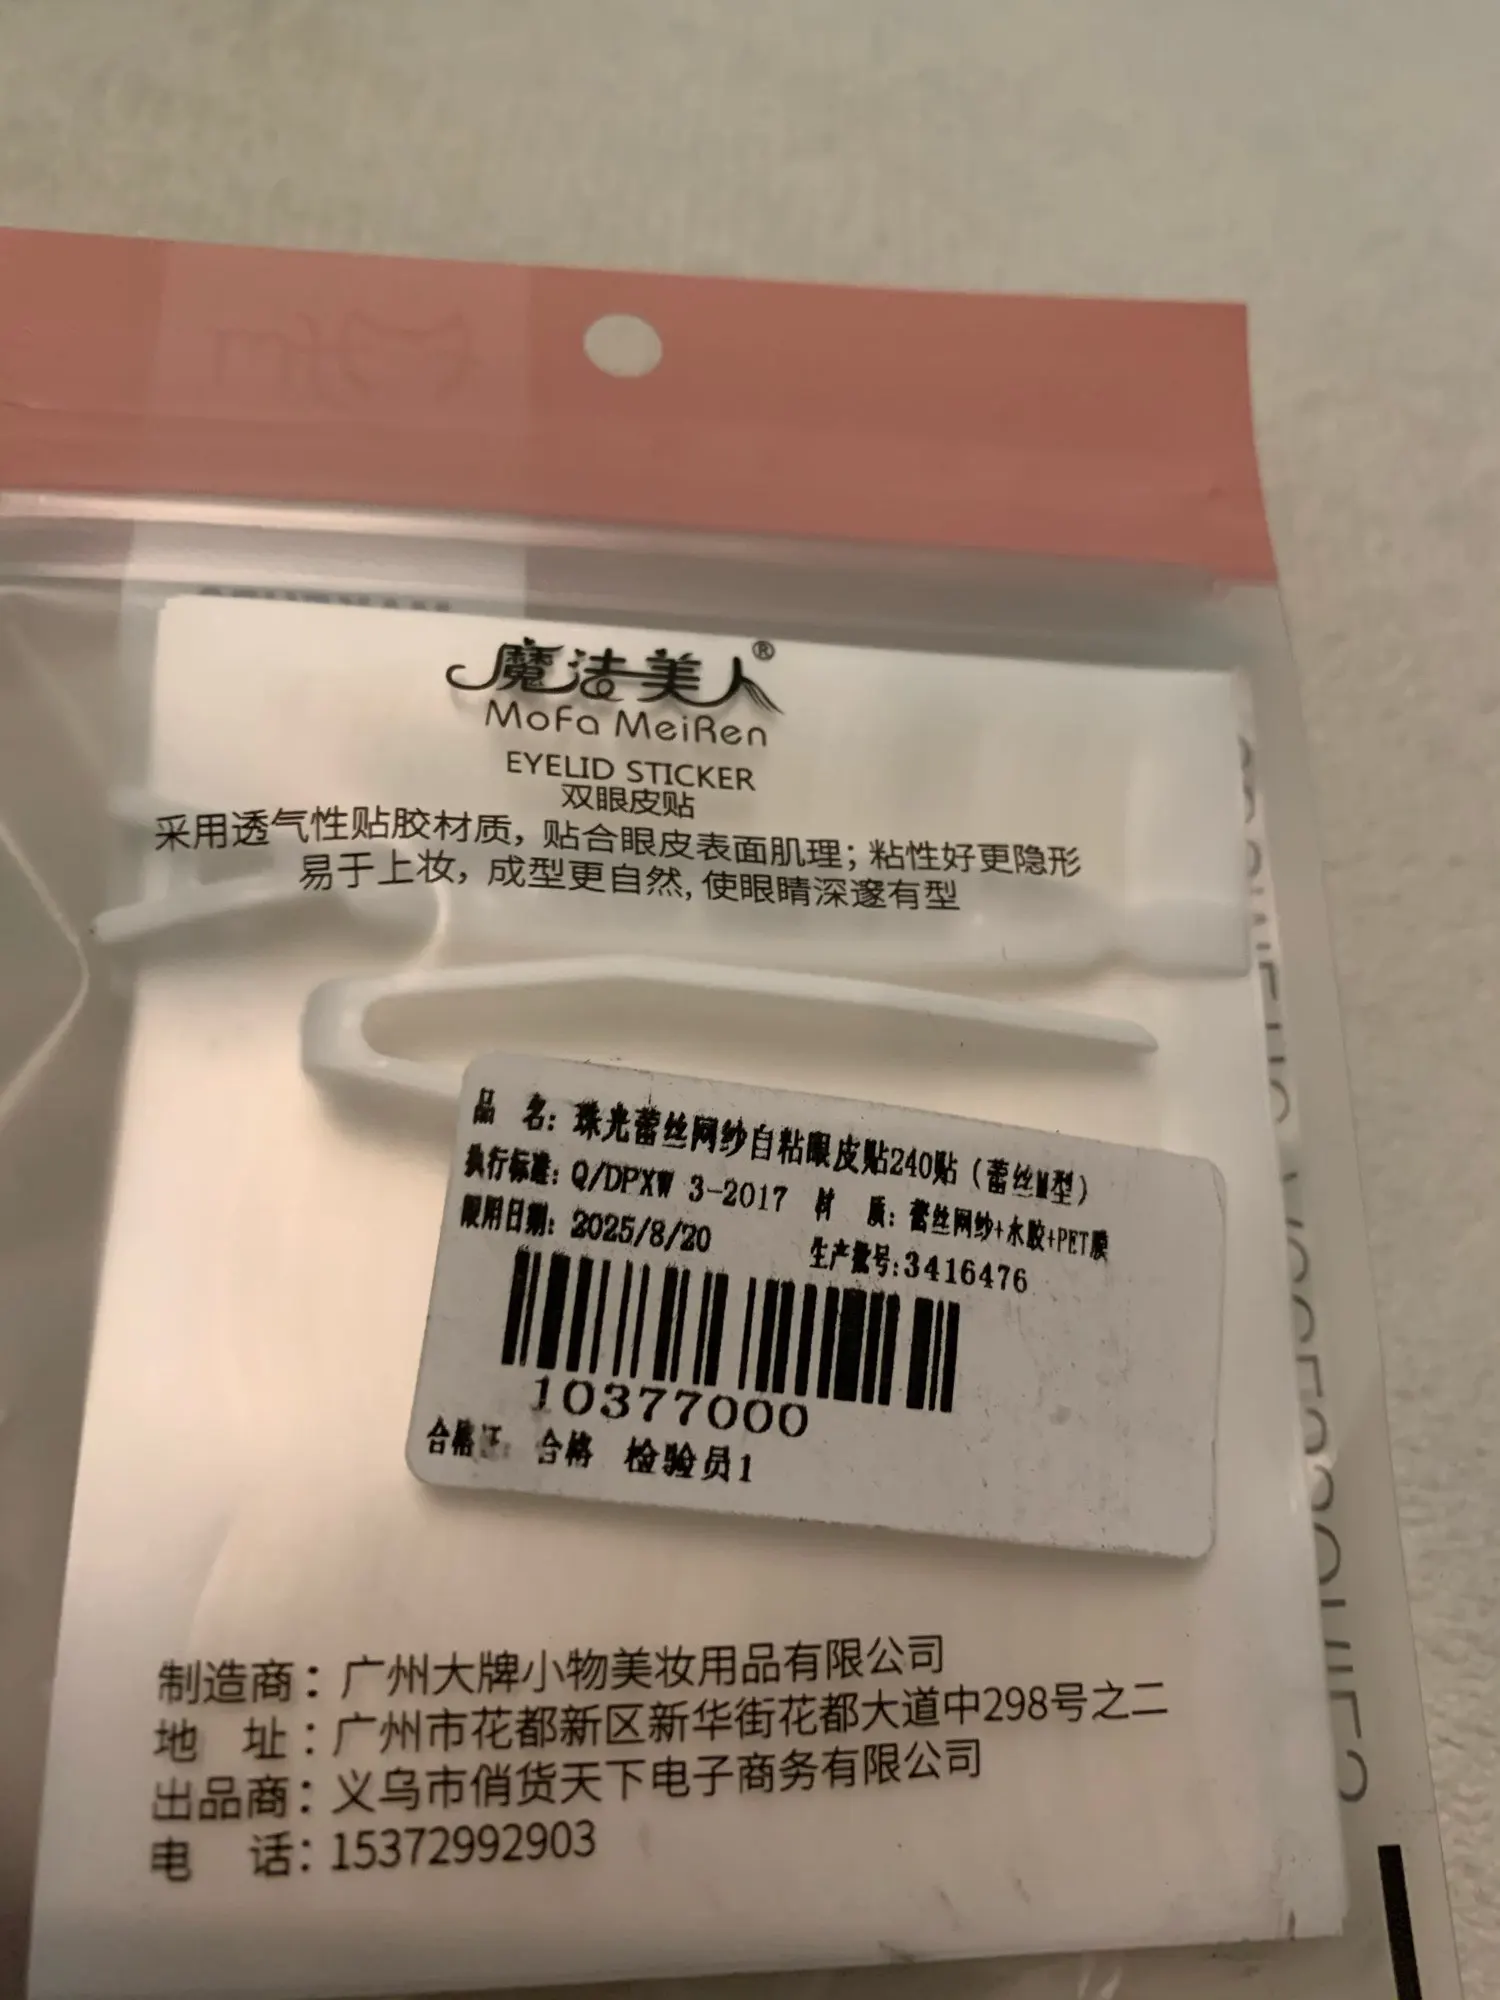 魔法美人®
MoFa MeiRen
EYELID STICKER
双眼皮贴
采用透气性贴胶材质，贴合眼皮表面肌理；粘性好更隐形
易于上妆，成型更自然，使眼睛深邃有型
品 名：珠光蕾丝网纱自粘眼皮贴240贴（蕾丝M型）
执行标准：Q/DPXW 3-2017 材 质：蕾丝网纱+水胶+PET膜
限用日期：2025/8/20 生产批号：3416476
10377000
合格证：合格 检验员1
制造商：广州大牌小物美妆用品有限公司
地 址：广州市花都新区新华街花都大道中298号之二
出品商：义乌市俏货天下电子商务有限公司
电 话：15372992903